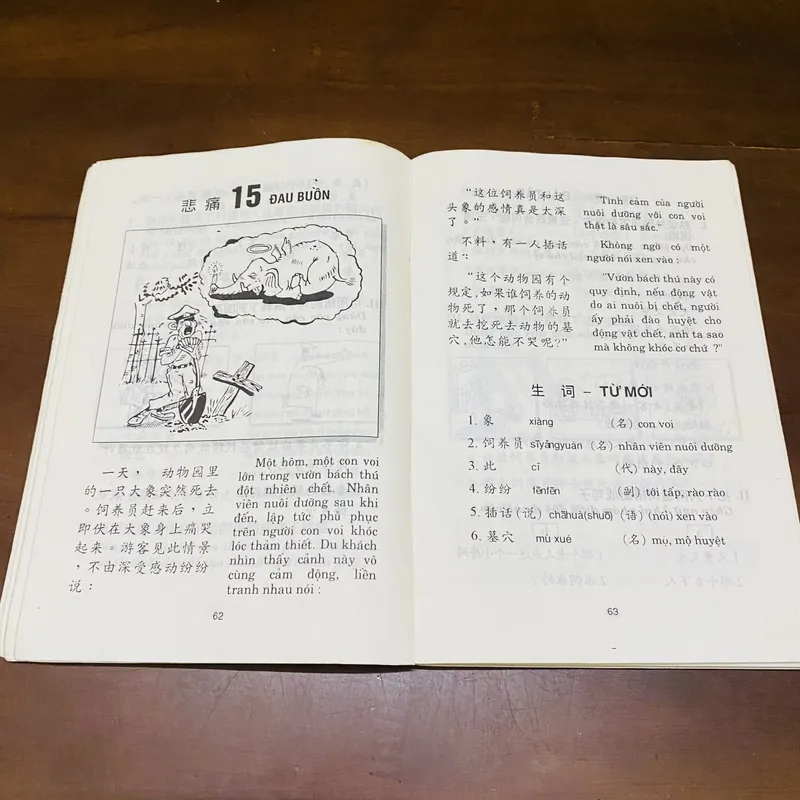 悲痛 15 ĐAU BUỒN
一天， 动物园里
的一只大象突然死去
。饲养员赶来后，立
即伏在大象身上痛哭
起来。游客见此情景
，不由深受感动纷纷
说：
Một hôm, một con voi
lớn trong vườn bách thú
đột nhiên chết. Nhân
viên nuôi dưỡng sau khi
đến, lập tức phủ phục
trên người con voi khóc
lóc thảm thiết. Du khách
nhìn thấy cảnh này vô
cùng cảm động, liền
tranh nhau nói :
62
"这位饲养员和这
头象的感情真是太深
了。"
不料，有一人插话
道：
"这个动物园有个
规定,如果谁饲养的动
物死了，那个饲养员
就去挖死去动物的墓
穴,他怎能不哭呢?"
"Tình cảm của người
nuôi dưỡng với con voi
thật là sâu sắc."
Không ngờ có một
người nói xen vào :
"Vườn bách thú này có
quy định, nếu động vật
do ai nuôi bị chết, người
ấy phải đào huyệt cho
động vật chết, anh ta sao
mà không khóc cơ chứ ?"
生 词 – TỪ MỚI
1. 象 xiàng (名) con voi
2. 饲养员 sīyǎngyuán (名) nhân viên nuôi dưỡng
3. 此 cǐ (代) này, đây
4. 纷纷 fēnfēn (副) tới tấp, rào rào
5. 插话（说） chāhuà(shuō) (语) (nói) xen vào
6. 墓穴 mù xué (名) mụ, mộ huyệt
63